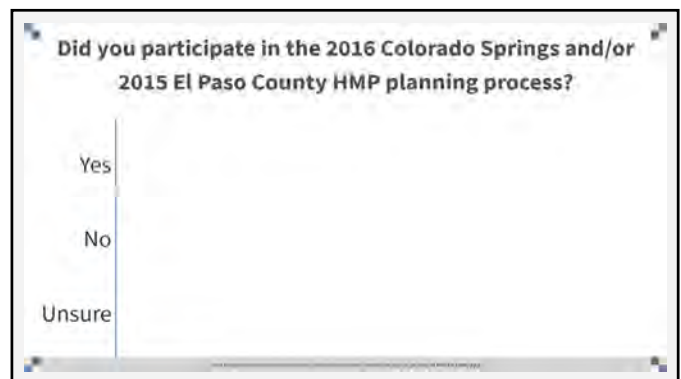 Did you participate in the 2016 Colorado Springs and/or
2015 El Paso County HMP planning process?
Yes
No
Unsure